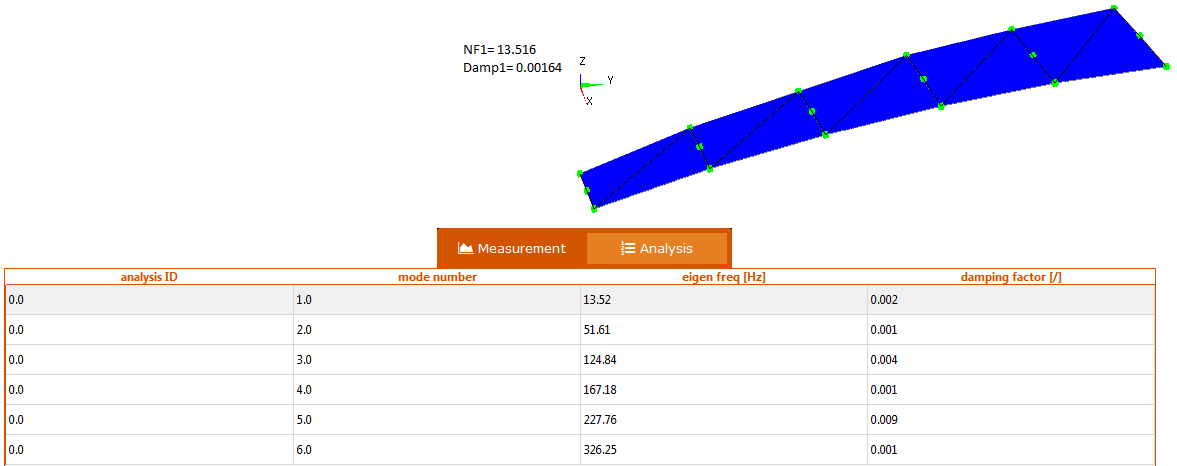 NF1= 13.516
Damp1= 0.00164
Z
Y
X
Measurement Analysis
analysis ID mode number eigen freq [Hz] damping factor [/]
0.0 1.0 13.52 0.002
0.0 2.0 51.61 0.001
0.0 3.0 124.84 0.004
0.0 4.0 167.18 0.001
0.0 5.0 227.76 0.009
0.0 6.0 326.25 0.001